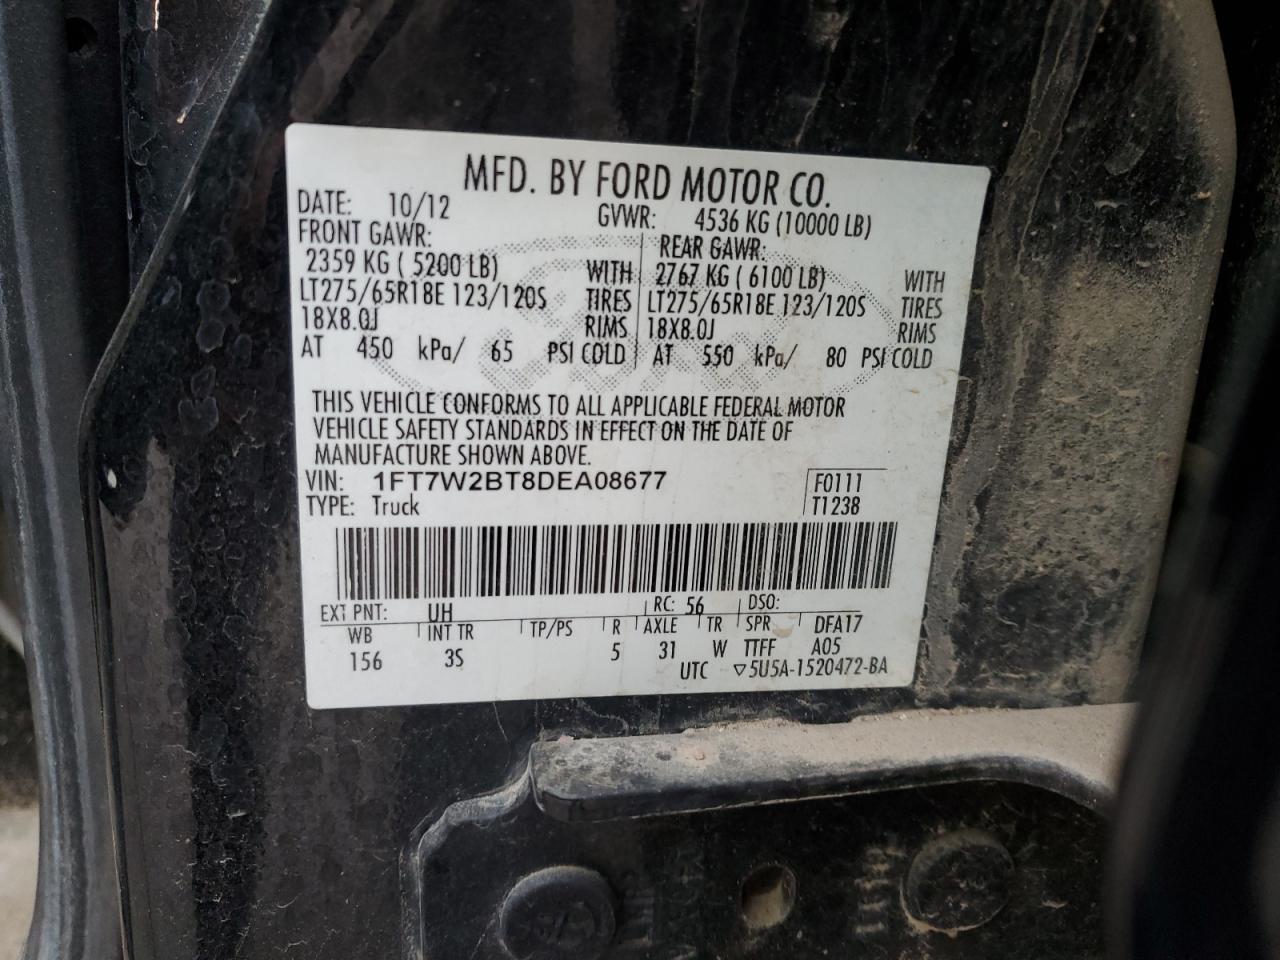 MFD. BY FORD MOTOR CO.
DATE: 10/12 GVWR: 4536 KG (10000 LB)
FRONT GAWR: REAR GAWR:
2359 KG ( 5200 LB) WITH 2767 KG ( 6100 LB) WITH
LT275/65R18E 123/120S TIRES LT275/65R18E 123/120S TIRES
18X8.0J RIMS 18X8.0J RIMS
AT 450 kPa/ 65 PSI COLD AT 550 kPa/ 80 PSI COLD
THIS VEHICLE CONFORMS TO ALL APPLICABLE FEDERAL MOTOR
VEHICLE SAFETY STANDARDS IN EFFECT ON THE DATE OF
MANUFACTURE SHOWN ABOVE.
VIN: 1FT7W2BT8DEA08677 F0111
TYPE: Truck T1238
EXT PNT: UH RC: 56 DSO:
WB INT TR TP/PS R AXLE TR SPR DFA17
156 3S 5 31 W TTFF A05
UTC ▽5U5A-1520472-BA